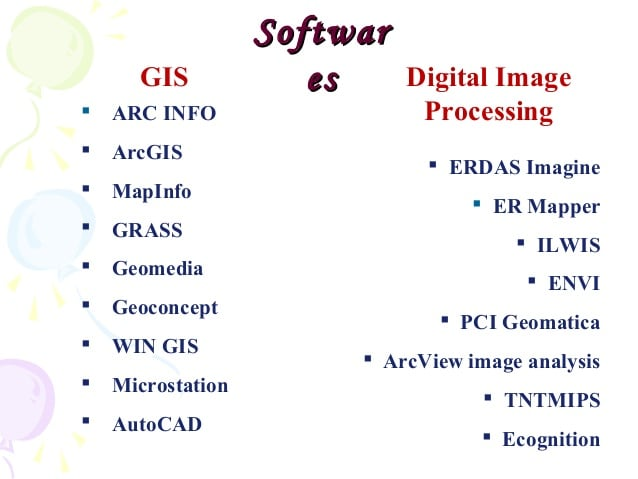 Softwar
es
GIS
ARC INFO
ArcGIS
MapInfo
GRASS
Geomedia
Geoconcept
WIN GIS
Microstation
AutoCAD
Digital Image
Processing
ERDAS Imagine
ER Mapper
ILWIS
ENVI
PCI Geomatica
ArcView image analysis
TNTMIPS
Ecognition